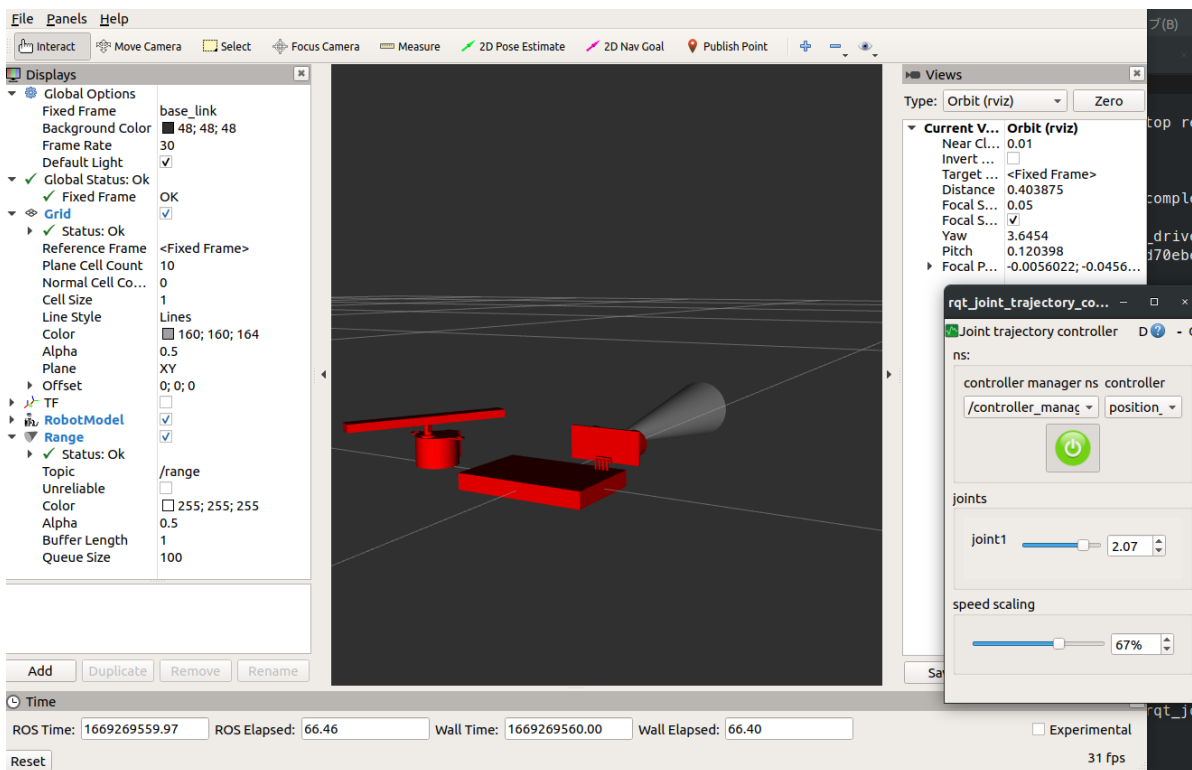 File Panels Help
ブ(B)
Interact Move Camera Select Focus Camera Measure 2D Pose Estimate 2D Nav Goal Publish Point
Displays
Global Options
Fixed Frame base_link
Background Color 48; 48; 48
Frame Rate 30
Default Light
Global Status: Ok
Fixed Frame OK
Grid
Status: Ok
Reference Frame <Fixed Frame>
Plane Cell Count 10
Normal Cell Co... 0
Cell Size 1
Line Style Lines
Color 160; 160; 164
Alpha 0.5
Plane XY
Offset 0; 0; 0
TF
RobotModel
Range
Status: Ok
Topic /range
Unreliable
Color 255; 255; 255
Alpha 0.5
Buffer Length 1
Queue Size 100
Add Duplicate Remove Rename
Views
Type: Orbit (rviz) Zero
Current V... Orbit (rviz)
Near Cl... 0.01
Invert ...
Target ... <Fixed Frame>
Distance 0.403875
Focal S... 0.05
Focal S...
Yaw 3.6454
Pitch 0.120398
Focal P... -0.0056022; -0.0456...
Sa
top re
comple
_drive
d70eb
rqt_joint_trajectory_co...
Joint trajectory controller D -
ns:
controller manager ns controller
/controller_manag position_
joints
joint1 2.07
speed scaling
67%
rqt_j
Time
ROS Time: 1669269559.97 ROS Elapsed: 66.46 Wall Time: 1669269560.00 Wall Elapsed: 66.40 Experimental
Reset 31 fps